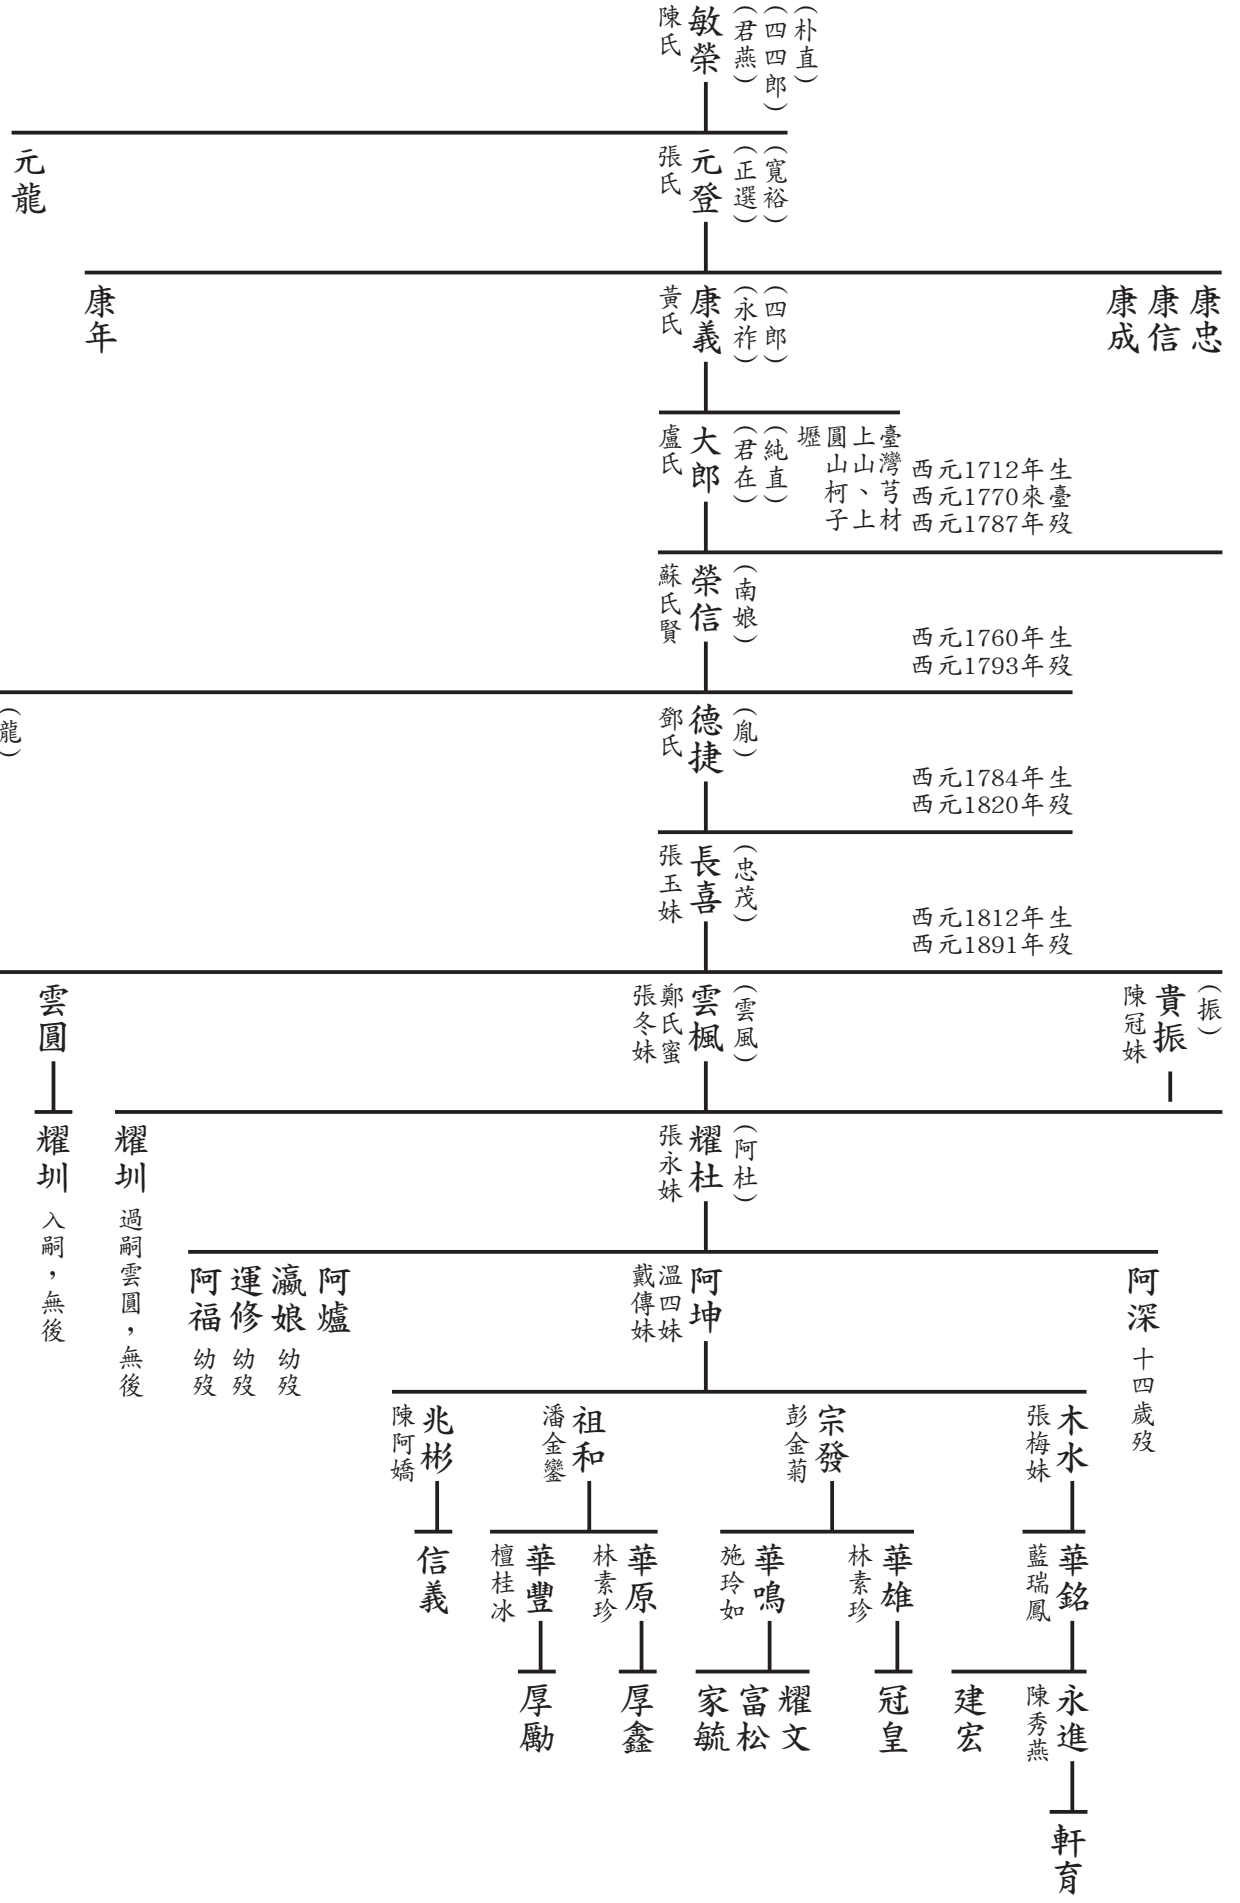 （朴直）
（四四郎）
（君燕）
敏榮
陳氏
（寬裕）
（正選）
元登
張氏
元龍
康忠
康信
康成
（四郎）
（永祚）
康義
黃氏
康年
西元1712年生
西元1770來臺
西元1787年歿
臺灣芎材
上山、上
圓山柯子
壢
（純直）
（君在）
大郎
盧氏
西元1760年生
西元1793年歿
（南娘）
榮信
蘇氏賢
西元1784年生
西元1820年歿
（胤）
德捷
鄧氏
（龍）
西元1812年生
西元1891年歿
（忠茂）
長喜
張玉妹
（振）
貴振
陳冠妹
（雲風）
雲楓
鄭氏蜜
張冬妹
雲圓
（阿杜）
耀杜
張永妹
耀圳 過嗣雲圓，無後
耀圳 入嗣，無後
阿深 十四歲歿
阿坤
溫四妹
戴傳妹
阿爐
瀛娘 幼歿
運修 幼歿
阿福 幼歿
木水
張梅妹
宗發
彭金菊
祖和
潘金鑾
兆彬
陳阿嬌
華銘
藍瑞鳳
華雄
林素珍
華鳴
施玲如
華原
林素珍
華豐
檀桂冰
信義
永進
陳秀燕
建宏
冠皇
耀文
富松
家毓
厚鑫
厚勵
軒育